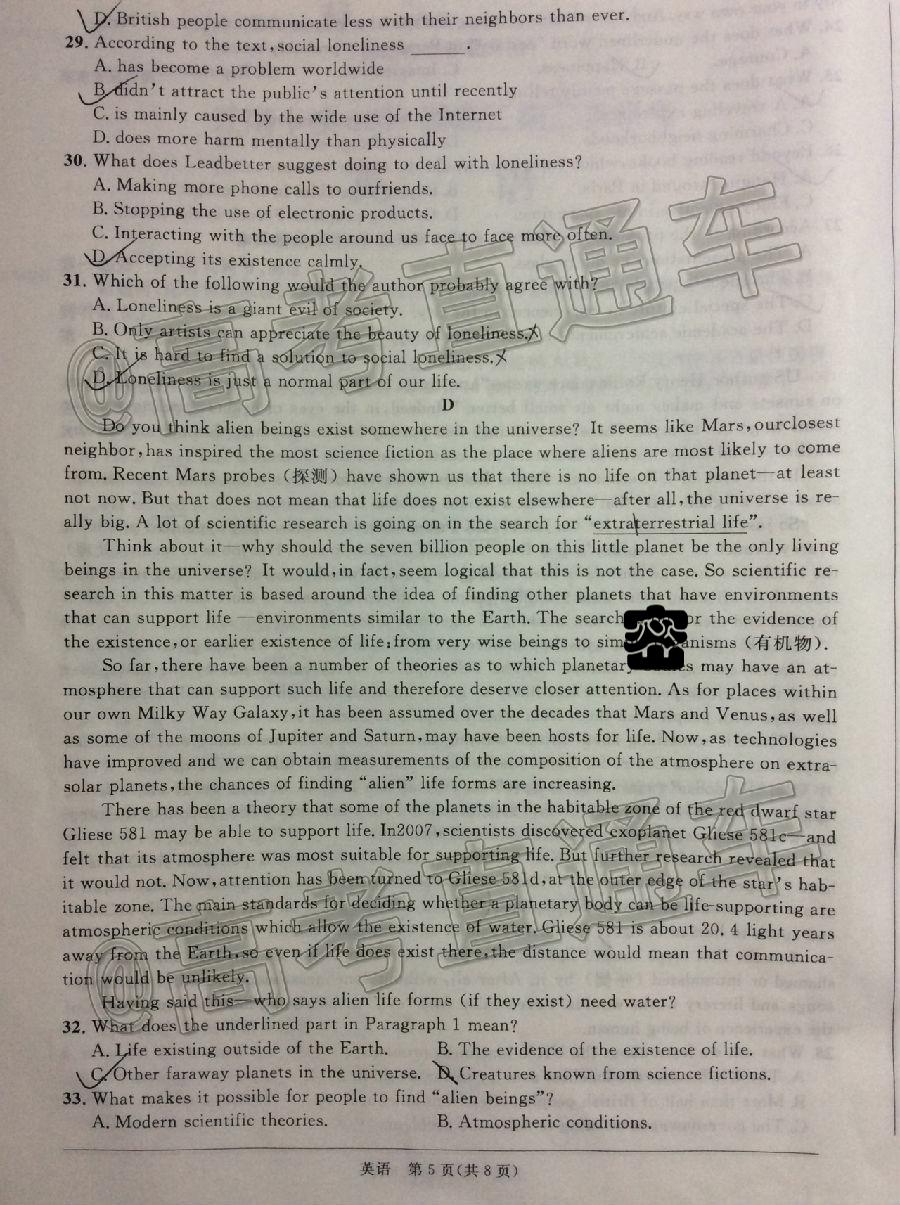 D. British people communicate less with their neighbors than ever.
29. According to the text, social loneliness ______.
A. has become a problem worldwide
B. didn't attract the public's attention until recently
C. is mainly caused by the wide use of the Internet
D. does more harm mentally than physically
30. What does Leadbetter suggest doing to deal with loneliness?
A. Making more phone calls to ourfriends.
B. Stopping the use of electronic products.
C. Interacting with the people around us face to face more often.
D. Accepting its existence calmly.
31. Which of the following would the author probably agree with?
A. Loneliness is a giant evil of society.
B. Only artists can appreciate the beauty of loneliness.
C. It is hard to find a solution to social loneliness.
D. Loneliness is just a normal part of our life.
D
Do you think alien beings exist somewhere in the universe? It seems like Mars, ourclosest
neighbor, has inspired the most science fiction as the place where aliens are most likely to come
from. Recent Mars probes (探测) have shown us that there is no life on that planet—at least
not now. But that does not mean that life does not exist elsewhere—after all, the universe is re-
ally big. A lot of scientific research is going on in the search for "extraterrestrial life".
Think about it—why should the seven billion people on this little planet be the only living
beings in the universe? It would, in fact, seem logical that this is not the case. So scientific re-
search in this matter is based around the idea of finding other planets that have environments
that can support life —environments similar to the Earth. The search or the evidence of
the existence, or earlier existence of life: from very wise beings to sim anisms (有机物).
So far, there have been a number of theories as to which planetary s may have an at-
mosphere that can support such life and therefore deserve closer attention. As for places within
our own Milky Way Galaxy, it has been assumed over the decades that Mars and Venus, as well
as some of the moons of Jupiter and Saturn, may have been hosts for life. Now, as technologies
have improved and we can obtain measurements of the composition of the atmosphere on extra-
solar planets, the chances of finding "alien" life forms are increasing.
There has been a theory that some of the planets in the habitable zone of the red dwarf star
Gliese 581 may be able to support life. In2007, scientists discovered exoplanet Gliese 581c—and
felt that its atmosphere was most suitable for supporting life. But further research revealed that
it would not. Now, attention has been turned to Gliese 581d, at the outer edge of the star's hab-
itable zone. The main standards for deciding whether a planetary body can be life-supporting are
atmospheric conditions which allow the existence of water. Gliese 581 is about 20.4 light years
away from the Earth, so even if life does exist there, the distance would mean that communica-
tion would be unlikely.
Having said this—who says alien life forms (if they exist) need water?
32. What does the underlined part in Paragraph 1 mean?
A. Life existing outside of the Earth. B. The evidence of the existence of life.
C. Other faraway planets in the universe. D. Creatures known from science fictions.
33. What makes it possible for people to find "alien beings"?
A. Modern scientific theories. B. Atmospheric conditions.
英语 第5页(共8页)
@高考直通车
@高考直通车